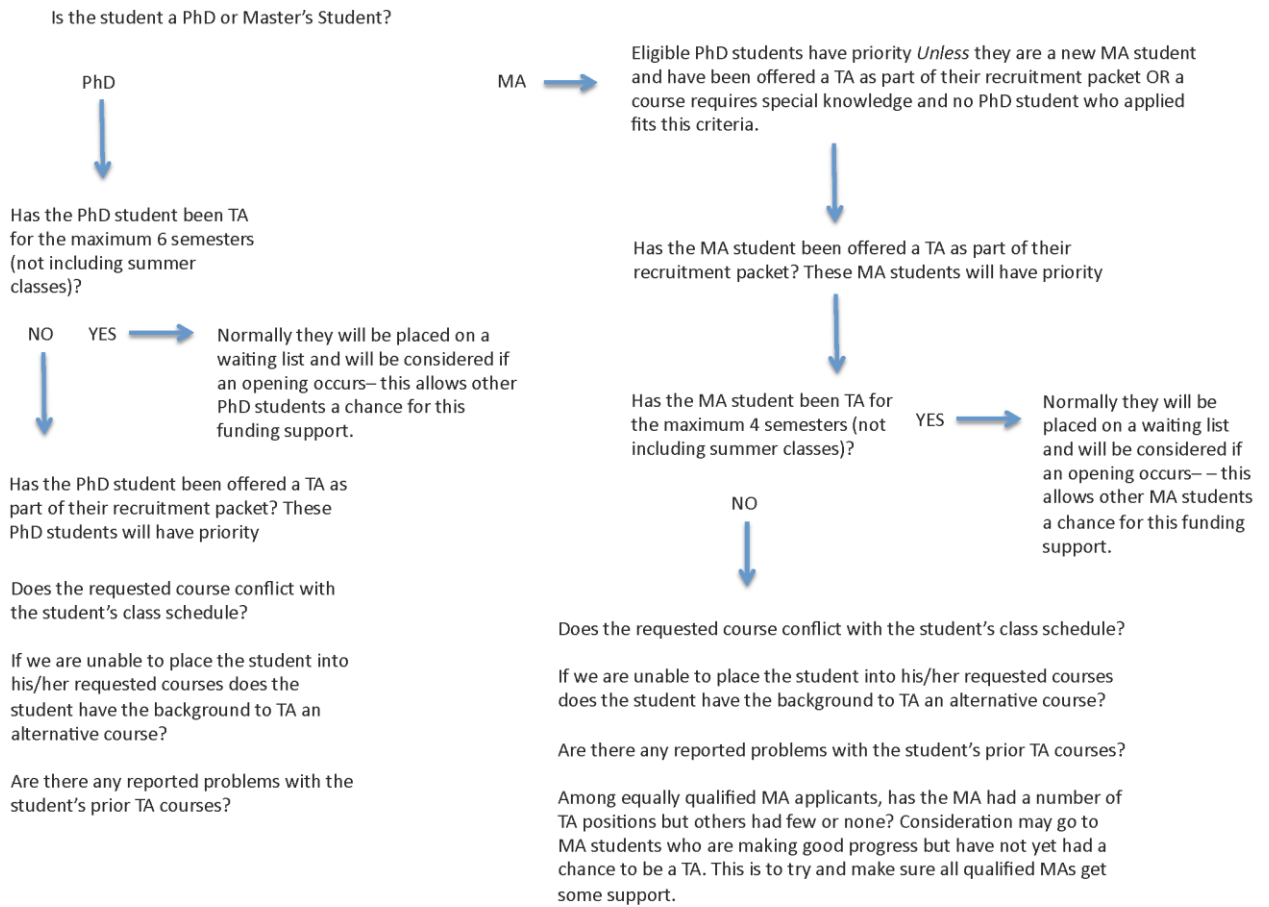 Is the student a PhD or Master's Student?
PhD
Has the PhD student been TA
for the maximum 6 semesters
(not including summer
classes)?
NO
YES
Normally they will be placed on a
waiting list and will be considered if
an opening occurs– this allows other
PhD students a chance for this
funding support.
Has the PhD student been offered a TA as
part of their recruitment packet? These
PhD students will have priority
Does the requested course conflict with
the student's class schedule?
If we are unable to place the student into
his/her requested courses does the
student have the background to TA an
alternative course?
Are there any reported problems with the
student's prior TA courses?
MA
Eligible PhD students have priority Unless they are a new MA student
and have been offered a TA as part of their recruitment packet OR a
course requires special knowledge and no PhD student who applied
fits this criteria.
Has the MA student been offered a TA as part of their
recruitment packet? These MA students will have priority
Has the MA student been TA for
the maximum 4 semesters (not
including summer classes)?
YES
Normally they will be
placed on a waiting list
and will be considered if
an opening occurs– – this
allows other MA students
a chance for this funding
support.
NO
Does the requested course conflict with the student's class schedule?
If we are unable to place the student into his/her requested courses
does the student have the background to TA an alternative course?
Are there any reported problems with the student's prior TA courses?
Among equally qualified MA applicants, has the MA had a number of
TA positions but others had few or none? Consideration may go to
MA students who are making good progress but have not yet had a
chance to be a TA. This is to try and make sure all qualified MAs get
some support.